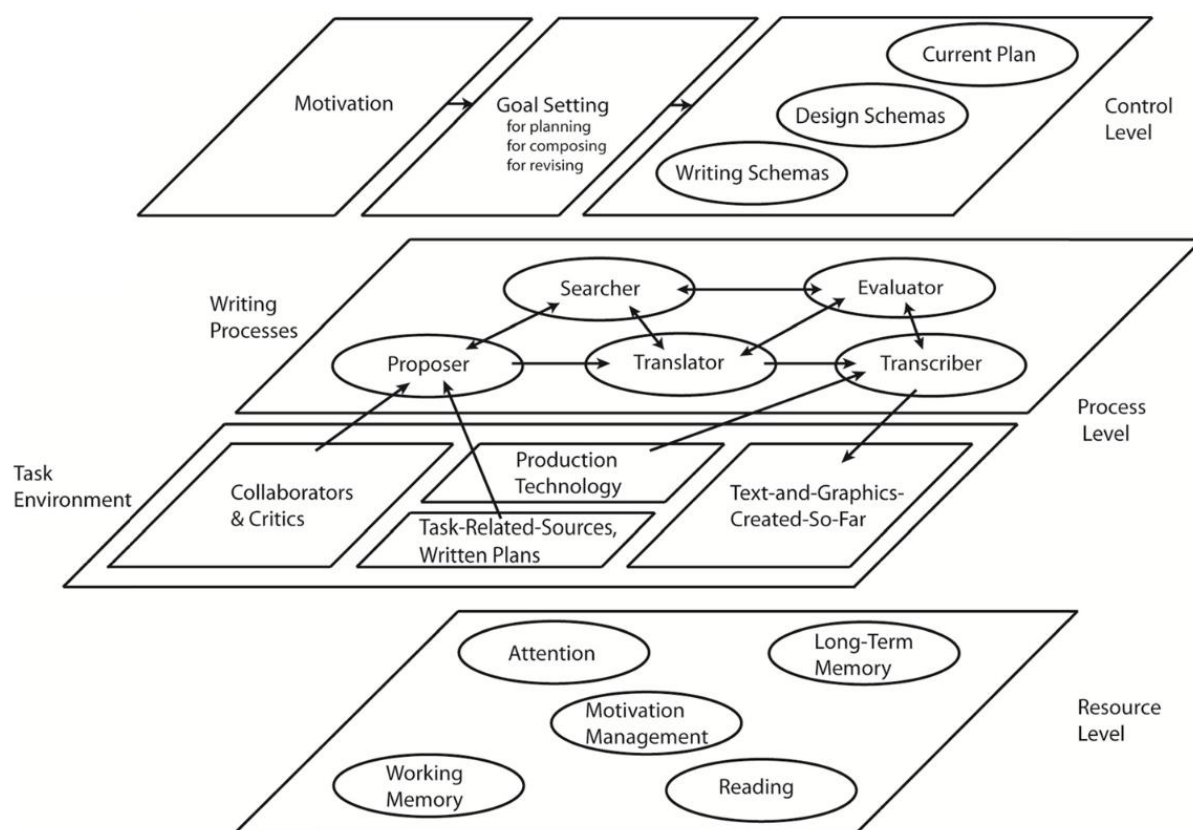 Current Plan
Motivation
Goal Setting
for planning
for composing
for revising
Design Schemas
Control
Level
Writing Schemas
Searcher
Evaluator
Writing
Processes
Proposer
Translator
Transcriber
Process
Level
Task
Environment
Collaborators
& Critics
Production
Technology
Task-Related-Sources,
Written Plans
Text-and-Graphics-
Created-So-Far
Attention
Long-Term
Memory
Motivation
Management
Resource
Level
Working
Memory
Reading